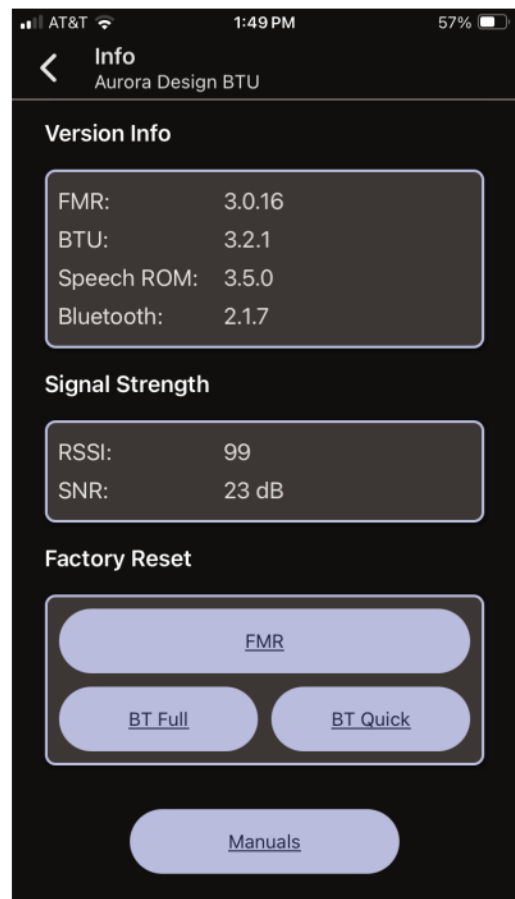 AT&T 1:49 PM 57%
Info
Aurora Design BTU
Version Info
FMR: 3.0.16
BTU: 3.2.1
Speech ROM: 3.5.0
Bluetooth: 2.1.7
Signal Strength
RSSI: 99
SNR: 23 dB
Factory Reset
FMR
BT Full BT Quick
Manuals